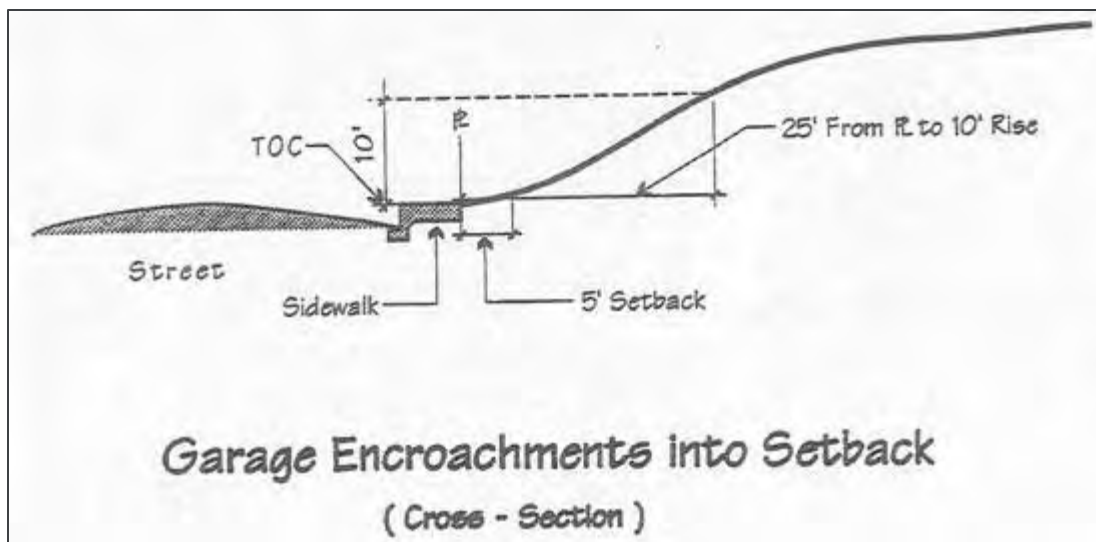 10'
℄
TOC
25' From ℄ to 10' Rise
Street
Sidewalk
5' Setback
Garage Encroachments into Setback
( Cross - Section )